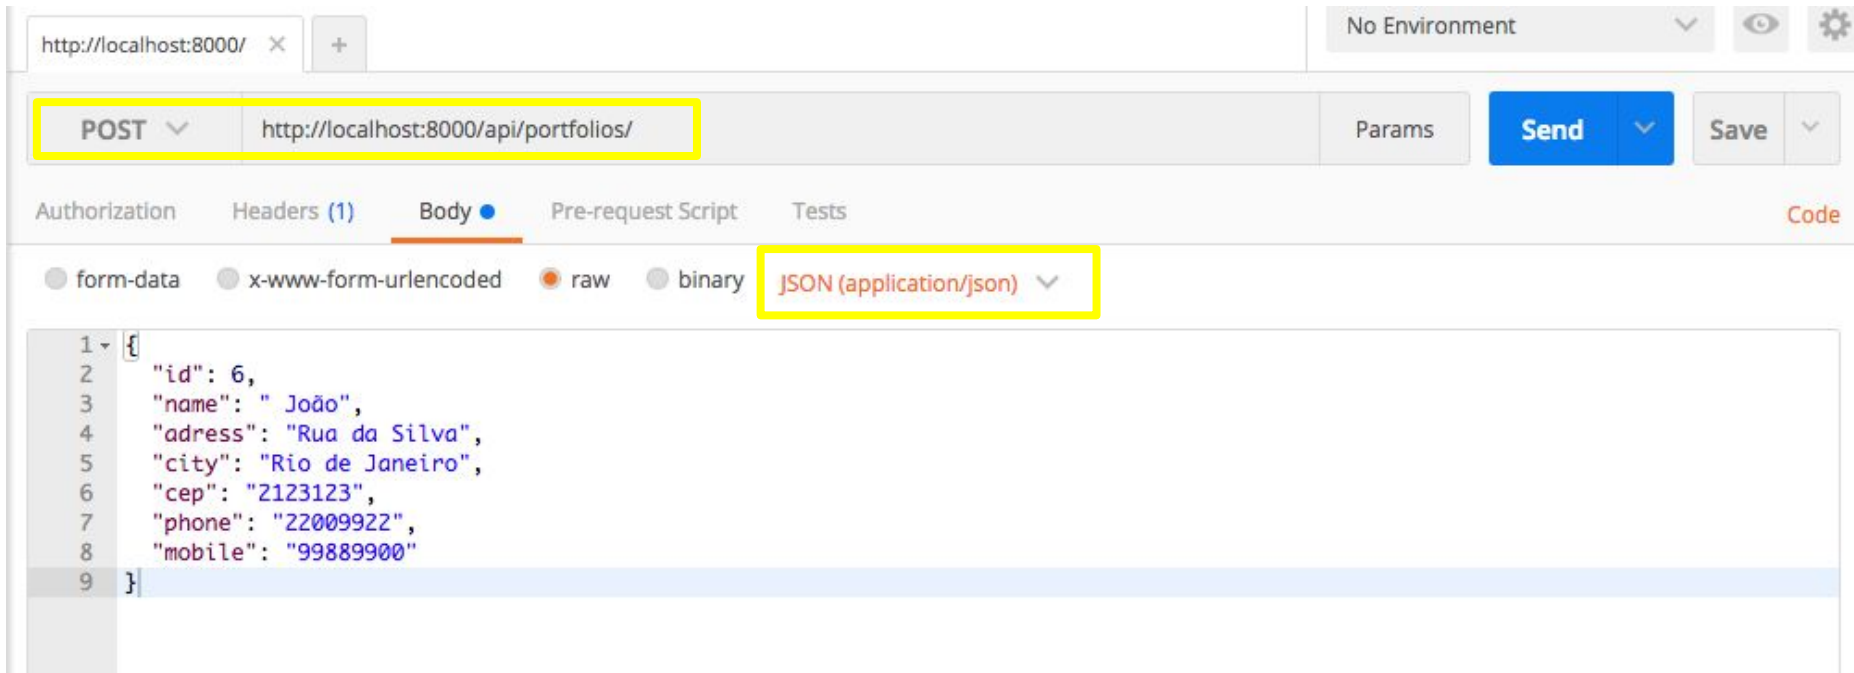 http://localhost:8000/ × +
No Environment
POST http://localhost:8000/api/portfolios/ Params Send Save
Authorization Headers (1) Body Pre-request Script Tests Code
form-data x-www-form-urlencoded raw binary JSON (application/json)
1 {
2 "id": 6,
3 "name": " João",
4 "adress": "Rua da Silva",
5 "city": "Rio de Janeiro",
6 "cep": "2123123",
7 "phone": "22009922",
8 "mobile": "99889900"
9 }